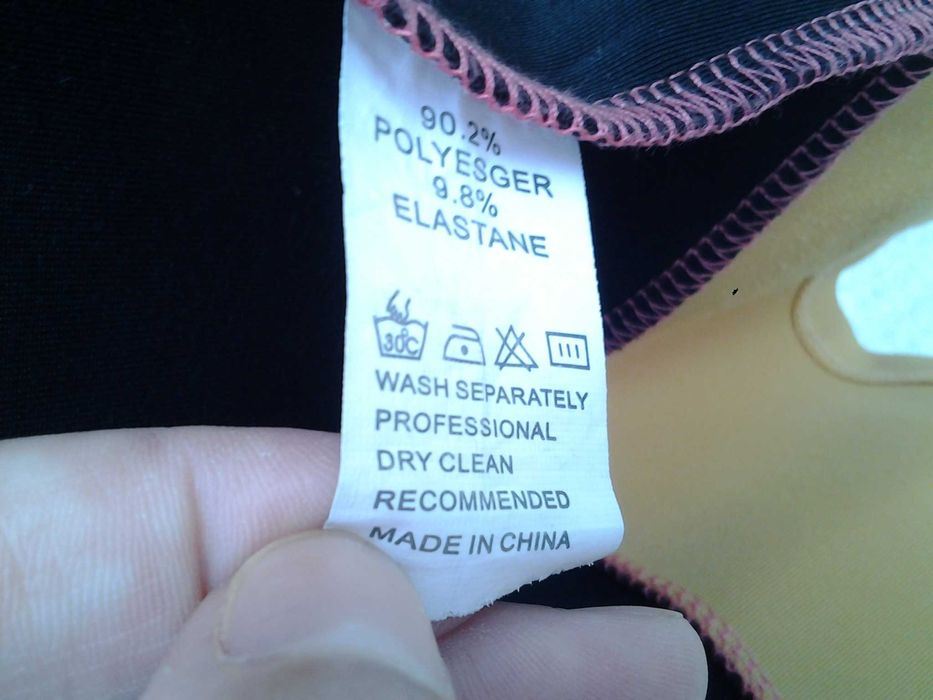 90.2%
POLYESGER
9.8%
ELASTANE
30°C
WASH SEPARATELY
PROFESSIONAL
DRY CLEAN
RECOMMENDED
MADE IN CHINA